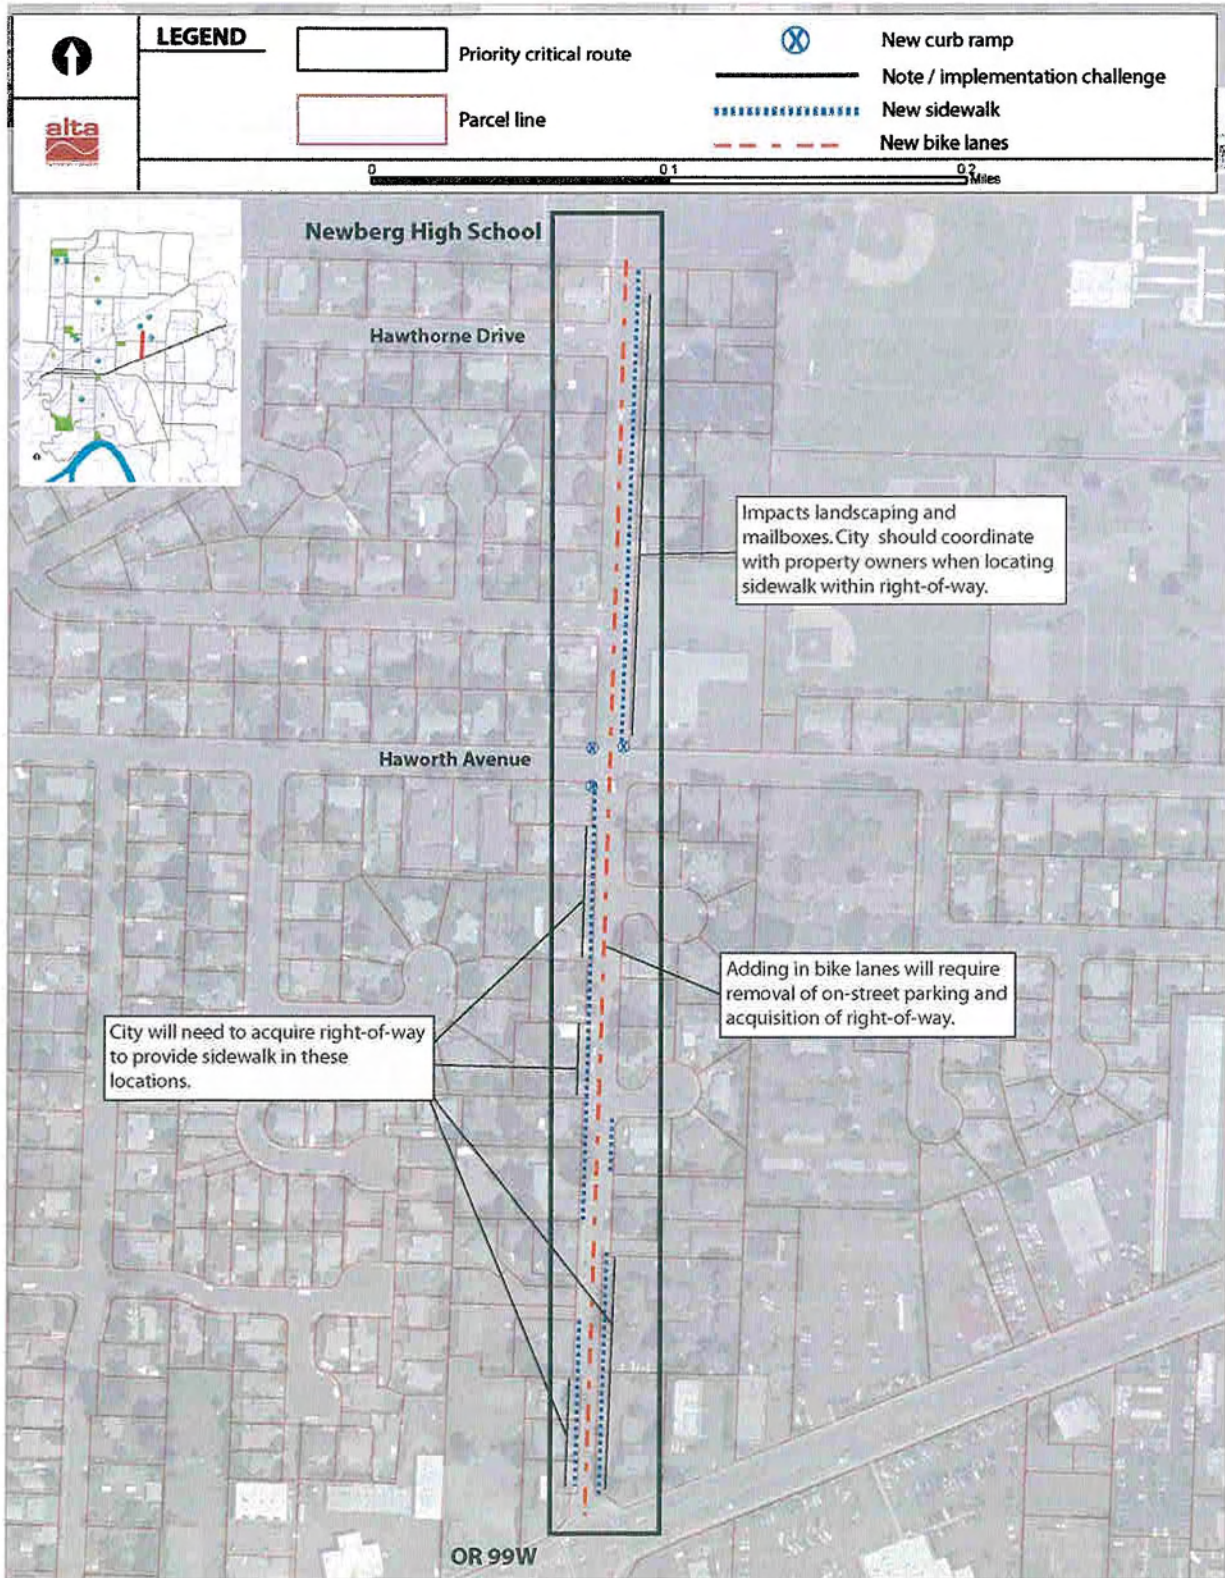 LEGEND
Priority critical route
Parcel line
New curb ramp
Note / implementation challenge
New sidewalk
New bike lanes
alta
0
0.1
0.2
Miles
Newberg High School
Hawthorne Drive
Impacts landscaping and
mailboxes. City should coordinate
with property owners when locating
sidewalk within right-of-way.
Haworth Avenue
Adding in bike lanes will require
removal of on-street parking and
acquisition of right-of-way.
City will need to acquire right-of-way
to provide sidewalk in these
locations.
OR 99W